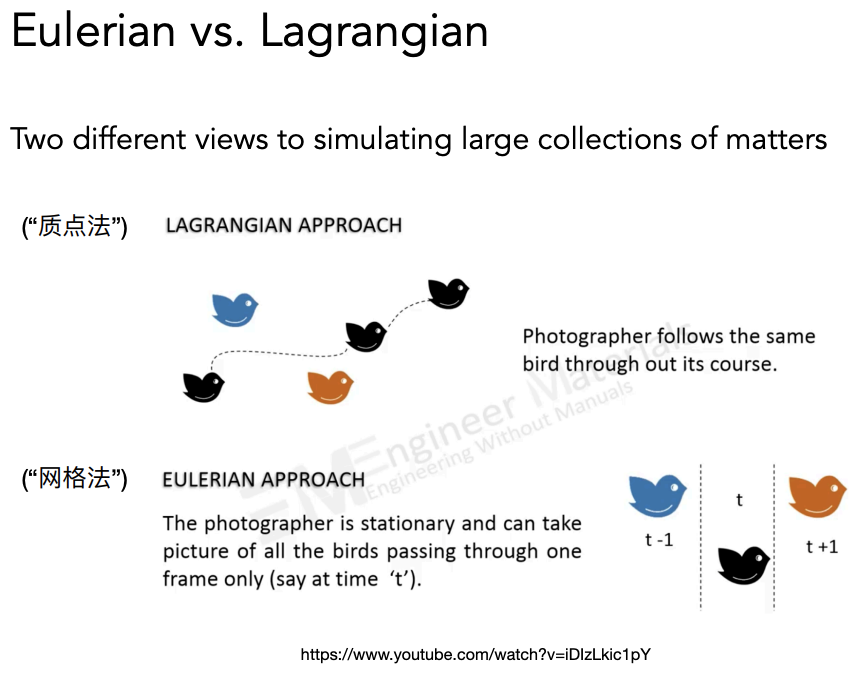 Eulerian vs. Lagrangian
Two different views to simulating large collections of matters
(“质点法”) LAGRANGIAN APPROACH
Photographer follows the same
bird through out its course.
Engineer Materials
Engineering Without Manuals
(“网格法”) EULERIAN APPROACH
The photographer is stationary and can take
picture of all the birds passing through one
frame only (say at time ‘t’).
t
t -1
t +1
https://www.youtube.com/watch?v=iDIzLkic1pY